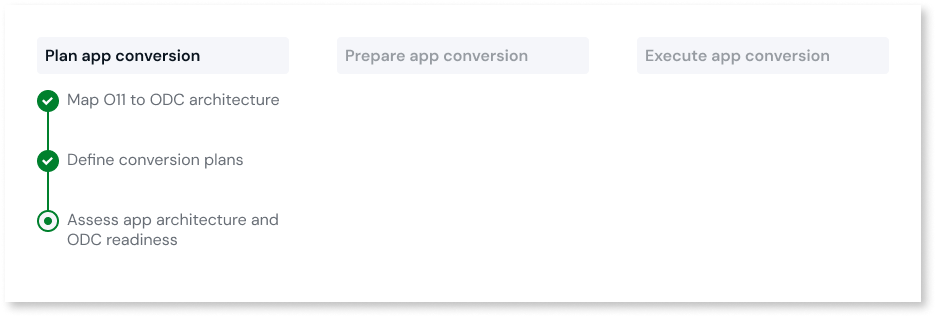 Plan app conversion
Prepare app conversion
Execute app conversion
Map O11 to ODC architecture
Define conversion plans
Assess app architecture and
ODC readiness